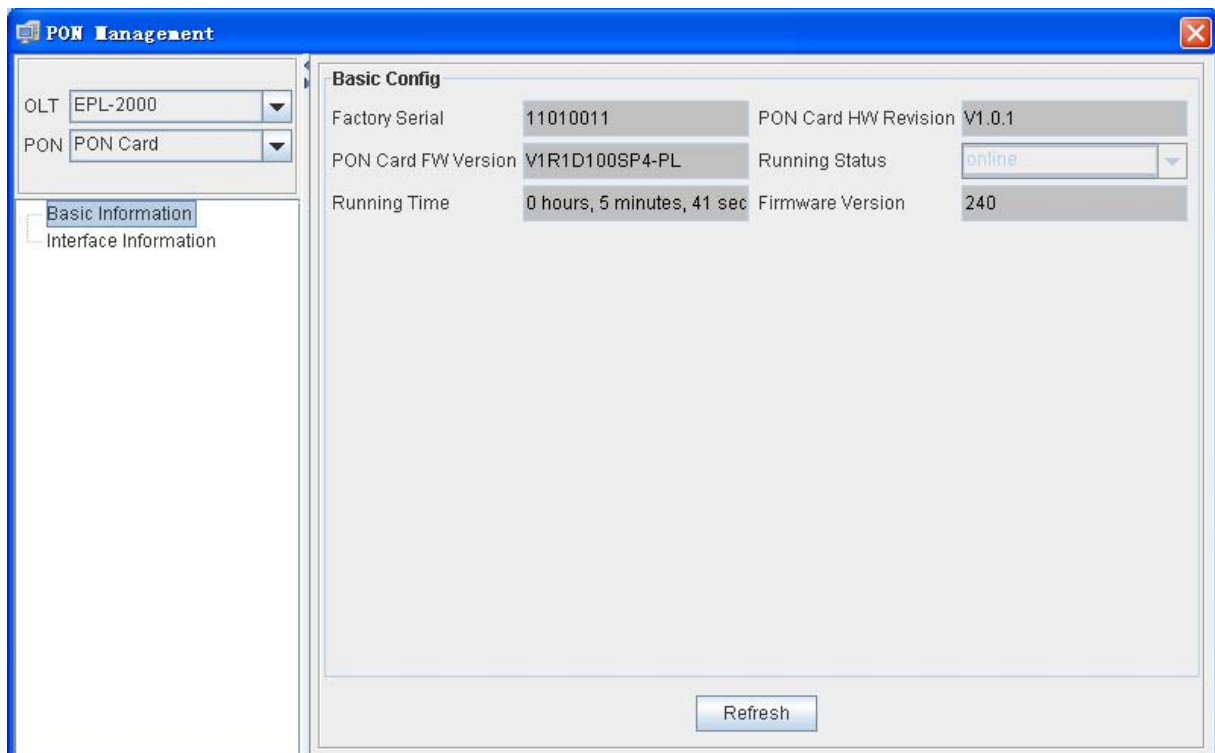 PON Management
OLT EPL-2000
PON PON Card
Basic Information
Interface Information
Basic Config
Factory Serial 11010011 PON Card HW Revision V1.0.1
PON Card FW Version V1R1D100SP4-PL Running Status online
Running Time 0 hours, 5 minutes, 41 sec Firmware Version 240
Refresh